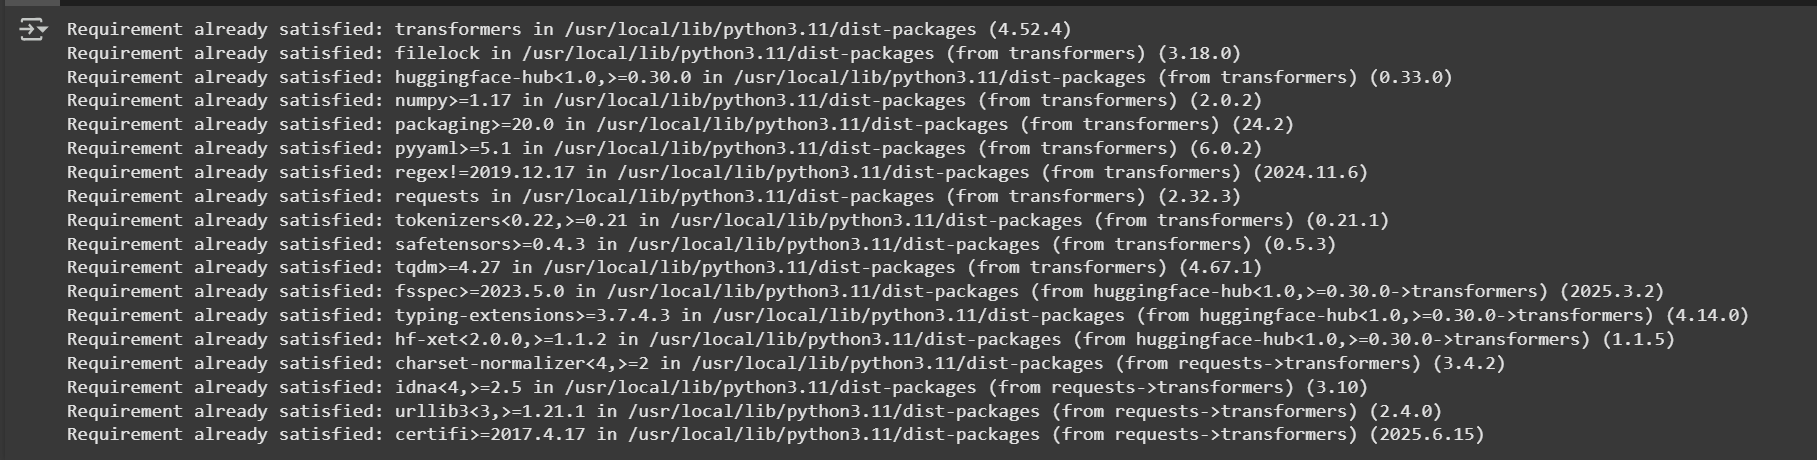 Requirement already satisfied: transformers in /usr/local/lib/python3.11/dist-packages (4.52.4)
Requirement already satisfied: filelock in /usr/local/lib/python3.11/dist-packages (from transformers) (3.18.0)
Requirement already satisfied: huggingface-hub<1.0,>=0.30.0 in /usr/local/lib/python3.11/dist-packages (from transformers) (0.33.0)
Requirement already satisfied: numpy>=1.17 in /usr/local/lib/python3.11/dist-packages (from transformers) (2.0.2)
Requirement already satisfied: packaging>=20.0 in /usr/local/lib/python3.11/dist-packages (from transformers) (24.2)
Requirement already satisfied: pyyaml>=5.1 in /usr/local/lib/python3.11/dist-packages (from transformers) (6.0.2)
Requirement already satisfied: regex!=2019.12.17 in /usr/local/lib/python3.11/dist-packages (from transformers) (2024.11.6)
Requirement already satisfied: requests in /usr/local/lib/python3.11/dist-packages (from transformers) (2.32.3)
Requirement already satisfied: tokenizers<0.22,>=0.21 in /usr/local/lib/python3.11/dist-packages (from transformers) (0.21.1)
Requirement already satisfied: safetensors>=0.4.3 in /usr/local/lib/python3.11/dist-packages (from transformers) (0.5.3)
Requirement already satisfied: tqdm>=4.27 in /usr/local/lib/python3.11/dist-packages (from transformers) (4.67.1)
Requirement already satisfied: fsspec>=2023.5.0 in /usr/local/lib/python3.11/dist-packages (from huggingface-hub<1.0,>=0.30.0->transformers) (2025.3.2)
Requirement already satisfied: typing-extensions>=3.7.4.3 in /usr/local/lib/python3.11/dist-packages (from huggingface-hub<1.0,>=0.30.0->transformers) (4.14.0)
Requirement already satisfied: hf-xet<2.0.0,>=1.1.2 in /usr/local/lib/python3.11/dist-packages (from huggingface-hub<1.0,>=0.30.0->transformers) (1.1.5)
Requirement already satisfied: charset-normalizer<4,>=2 in /usr/local/lib/python3.11/dist-packages (from requests->transformers) (3.4.2)
Requirement already satisfied: idna<4,>=2.5 in /usr/local/lib/python3.11/dist-packages (from requests->transformers) (3.10)
Requirement already satisfied: urllib3<3,>=1.21.1 in /usr/local/lib/python3.11/dist-packages (from requests->transformers) (2.4.0)
Requirement already satisfied: certifi>=2017.4.17 in /usr/local/lib/python3.11/dist-packages (from requests->transformers) (2025.6.15)